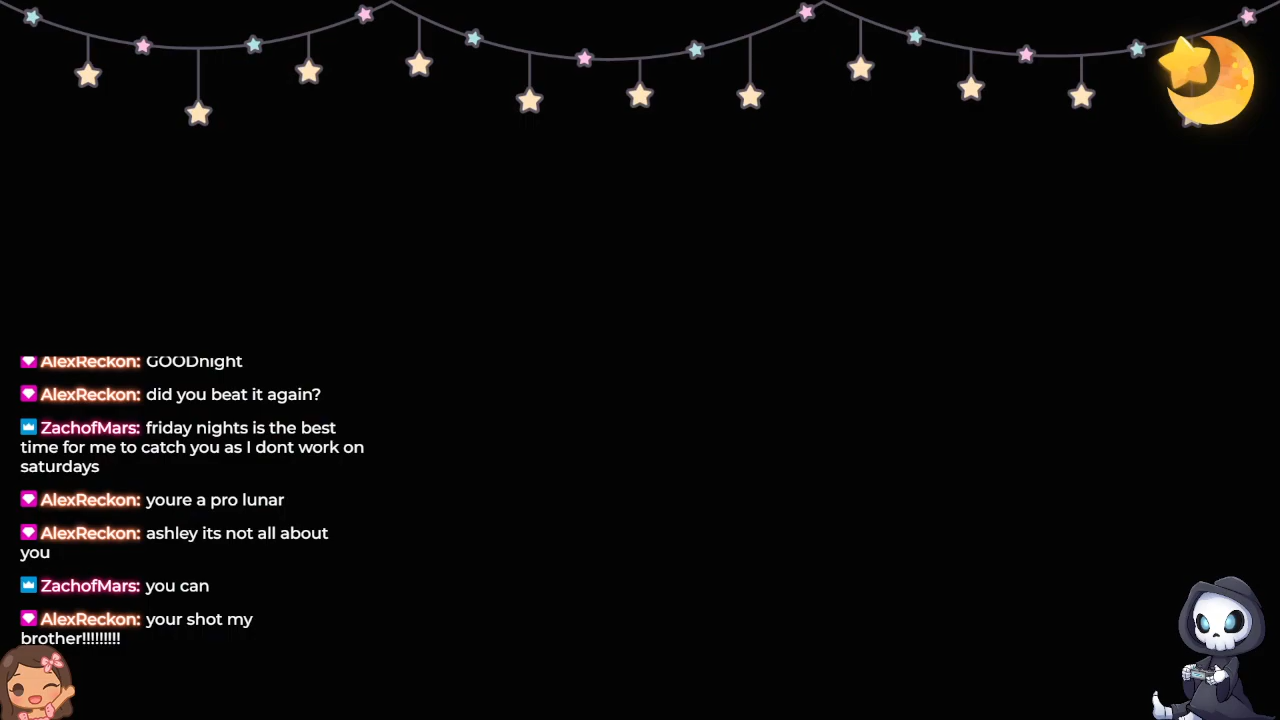 AlexReckon: GOODnight
AlexReckon: did you beat it again?
ZachofMars: friday nights is the best
time for me to catch you as I dont work on
saturdays
AlexReckon: youre a pro lunar
AlexReckon: ashley its not all about
you
ZachofMars: you can
AlexReckon: your shot my
brother!!!!!!!!!